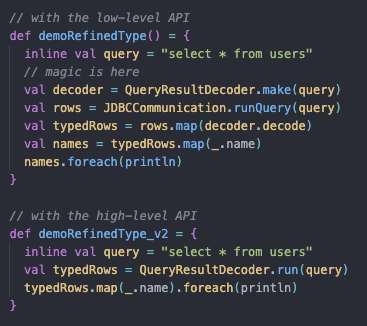 // with the low-level API
def demoRefinedType() = {
  inline val query = "select * from users"
  // magic is here
  val decoder = QueryResultDecoder.make(query)
  val rows = JDBCCommunication.runQuery(query)
  val typedRows = rows.map(decoder.decode)
  val names = typedRows.map(_.name)
  names.foreach(println)
}

// with the high-level API
def demoRefinedType_v2 = {
  inline val query = "select * from users"
  val typedRows = QueryResultDecoder.run(query)
  typedRows.map(_.name).foreach(println)
}